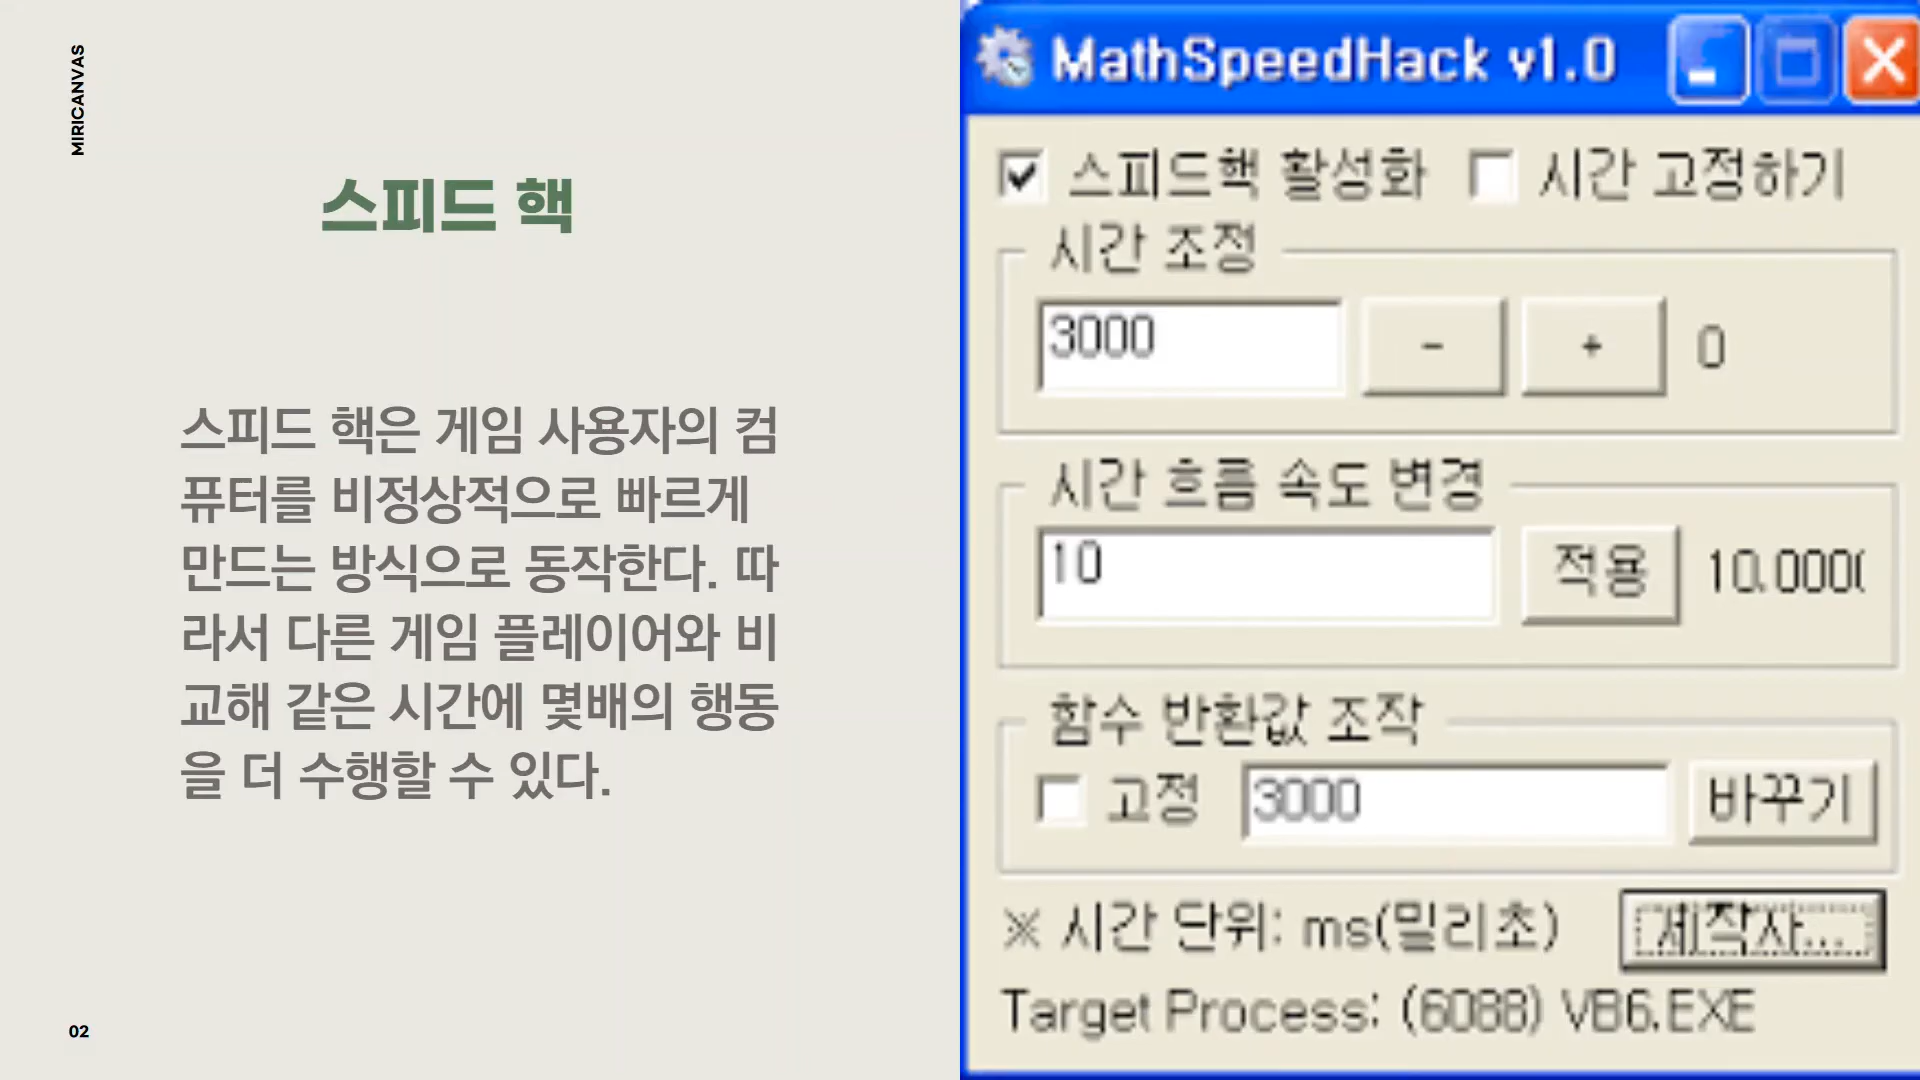 MIRICANVAS
스피드 핵
스피드 핵은 게임 사용자의 컴
퓨터를 비정상적으로 빠르게
만드는 방식으로 동작한다. 따
라서 다른 게임 플레이어와 비
교해 같은 시간에 몇배의 행동
을 더 수행할 수 있다.
02
MathSpeedHack v1.0
스피드핵 활성화 시간 고정하기
시간 조정
3000 - + 0
시간 흐름 속도 변경
10 적용 10.000(
함수 반환값 조작
고정 3000 바꾸기
※ 시간 단위: ms(밀리초) 제작자...
Target Process: (6088) VB6.EXE